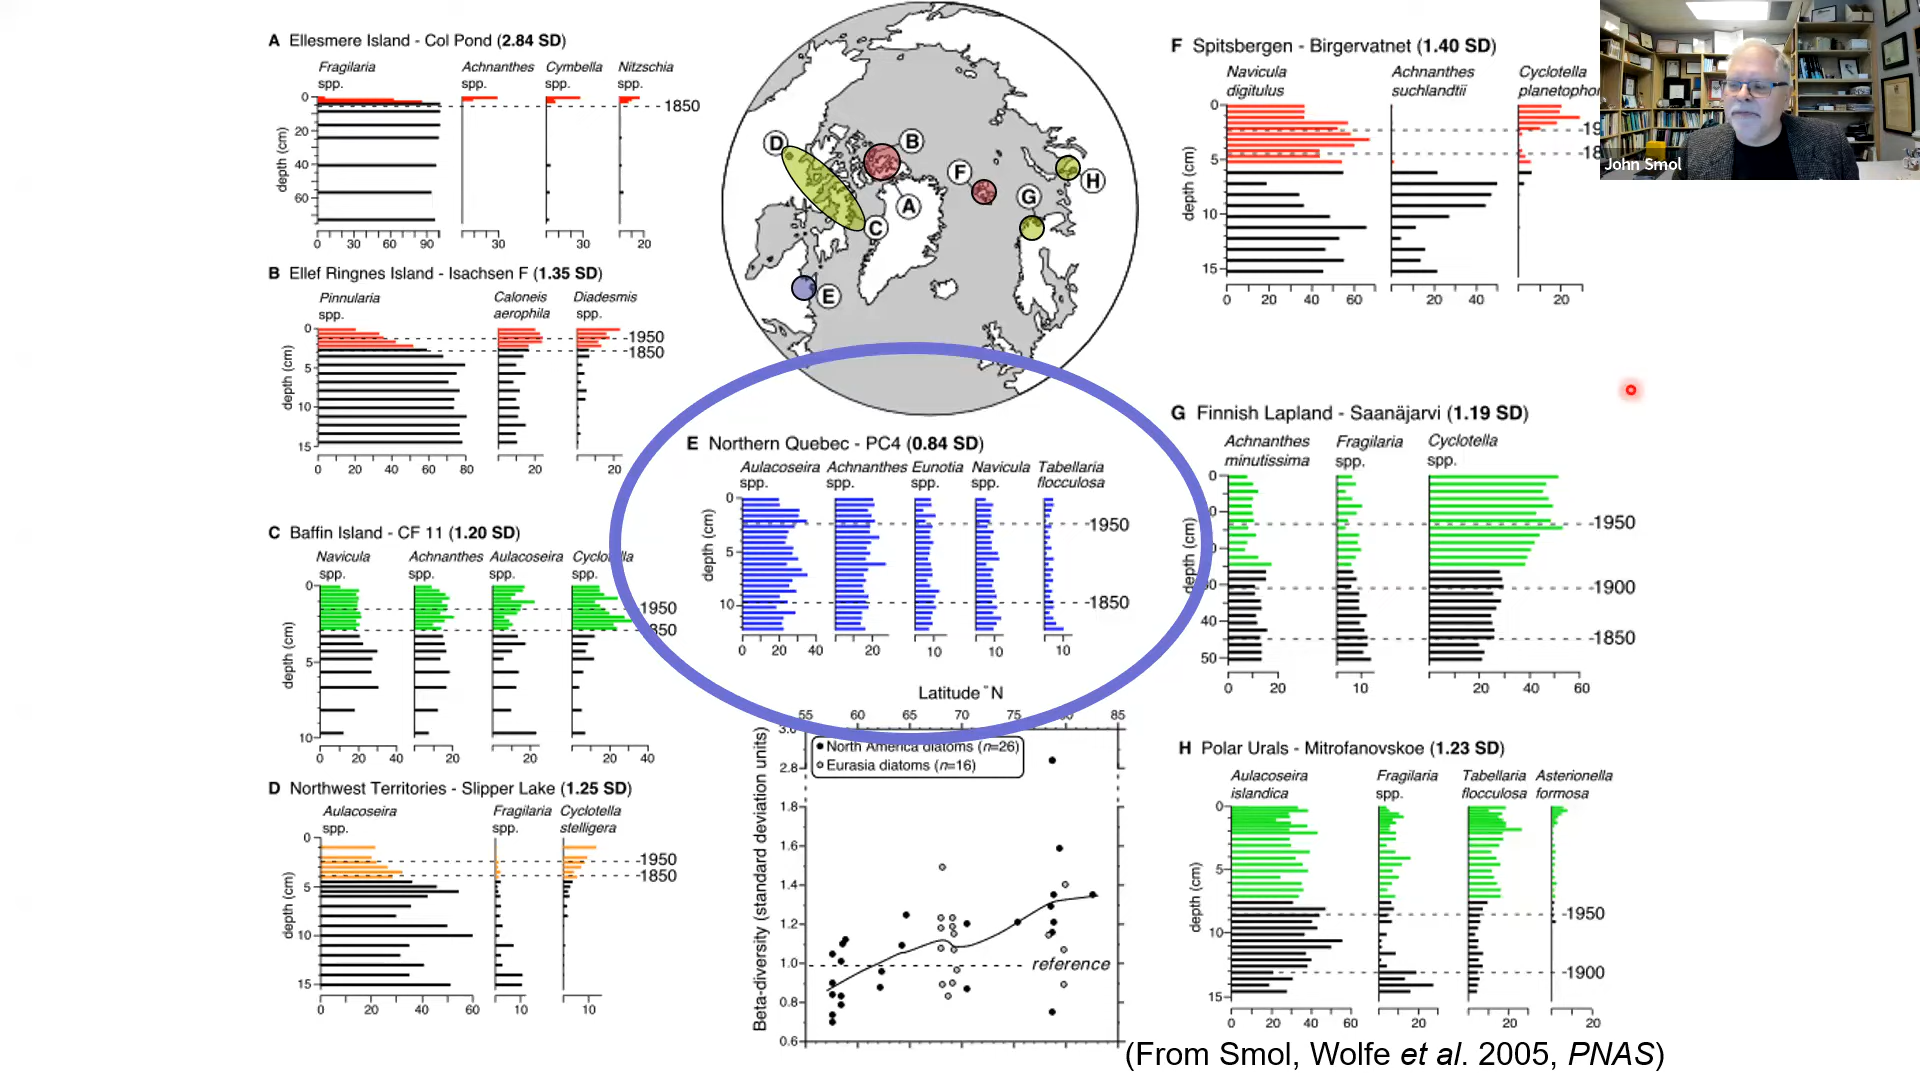 A Ellesmere Island - Col Pond (2.84 SD)
Fragilaria Achnanthes Cymbella Nitzschia
spp. spp. spp. spp.
0
20
40
60
depth (cm)
1850
0 30 60 90 30 30 20
B Ellef Ringnes Island - Isachsen F (1.35 SD)
Pinnularia Caloneis Diadesmis
spp. aerophila spp.
0
5
10
15
depth (cm)
1950
1850
0 20 40 60 80 20 20
C Baffin Island - CF 11 (1.20 SD)
Navicula Achnanthes Aulacoseira Cyclotella
spp. spp. spp. spp.
0
5
10
depth (cm)
1950
850
0 20 40 20 20 20 40
D Northwest Territories - Slipper Lake (1.25 SD)
Aulacoseira Fragilaria Cyclotella
spp. spp. stelligera
0
5
10
15
depth (cm)
1950
1850
0 20 40 60 10 10
D
B
F
H
G
A
C
E
E Northern Quebec - PC4 (0.84 SD)
Aulacoseira Achnanthes Eunotia Navicula Tabellaria
spp. spp. spp. spp. flocculosa
0
5
10
depth (cm)
1950
1850
0 20 40 20 10 10 10
Latitude °N
55 60 65 70 75 80 85
North America diatoms (n=26)
Eurasia diatoms (n=16)
Beta-diversity (standard deviation units)
3.0
2.8
1.8
1.6
1.4
1.2
1.0
0.8
0.6
reference
F Spitsbergen - Birgervatnet (1.40 SD)
Navicula Achnanthes Cyclotella
digitulus suchlandtii planetophor
0
5
10
15
depth (cm)
19
18
0 20 40 60 20 40 20
John Smol
G Finnish Lapland - Saanäjarvi (1.19 SD)
Achnanthes Fragilaria Cyclotella
minutissima spp. spp.
0
10
20
30
40
50
depth (cm)
1950
1900
1850
0 20 10 20 40 60
H Polar Urals - Mitrofanovskoe (1.23 SD)
Aulacoseira Fragilaria Tabellaria Asterionella
islandica spp. flocculosa formosa
0
5
10
15
depth (cm)
1950
1900
0 20 40 60 20 20 20
(From Smol, Wolfe et al. 2005, PNAS)